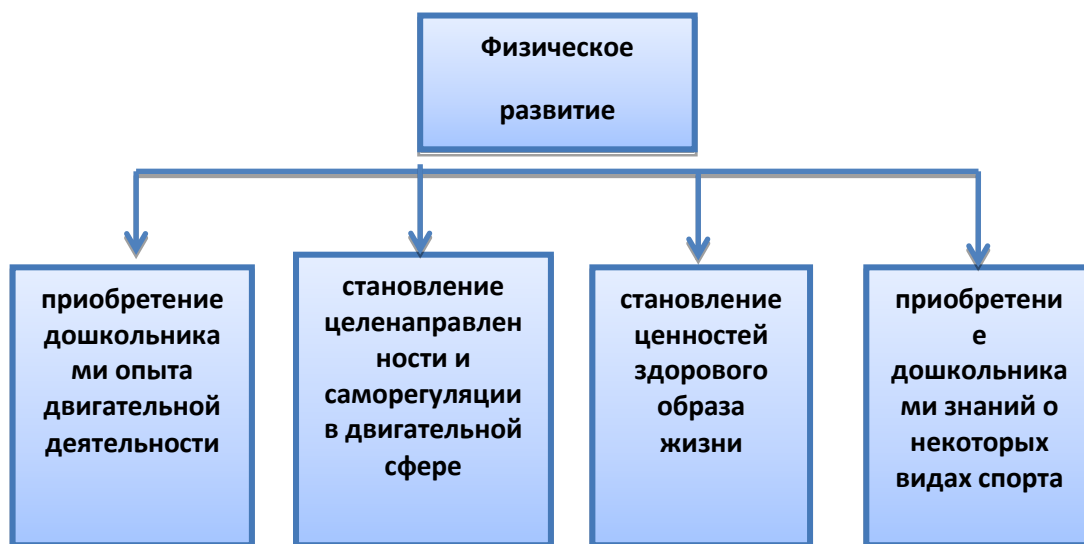 Физическое
развитие
приобретение
дошкольника
ми опыта
двигательной
деятельности
становление
целенаправлен
ности и
саморегуляции
в двигательной
сфере
становление
ценностей
здорового
образа
жизни
приобретени
е
дошкольника
ми знаний о
некоторых
видах спорта